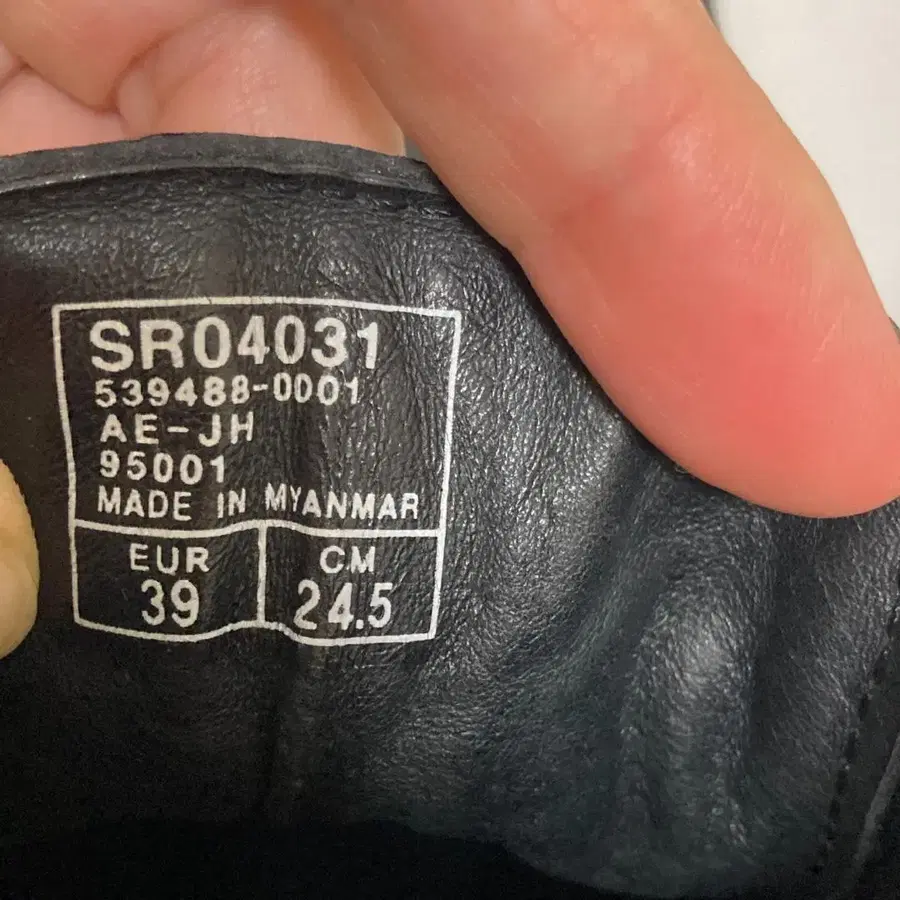 SR04031
539488-0001
AE-JH
95001
MADE IN MYANMAR
EUR CM
39 24.5